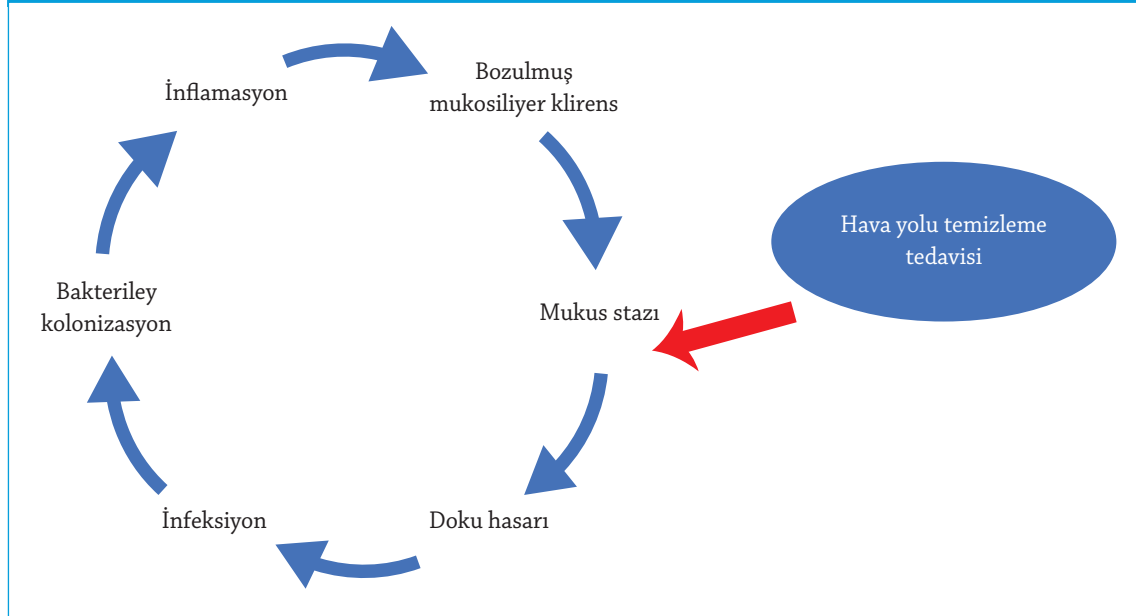 İnflamasyon
Bozulmuş
mukosiliyer klirens
Hava yolu temizleme
tedavisi
Bakteriley
kolonizasyon
Mukus stazı
İnfeksiyon
Doku hasarı